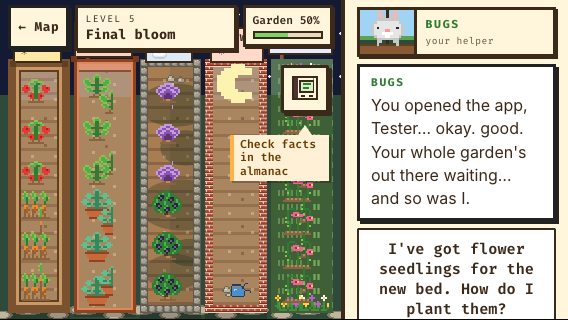 ← Map
LEVEL 5
Final bloom
Garden 50%
Check facts
in the
almanac
BUGS
your helper
BUGS
You opened the app,
Tester... okay. good.
Your whole garden's
out there waiting...
and so was I.
I've got flower
seedlings for the
new bed. How do I
plant them?